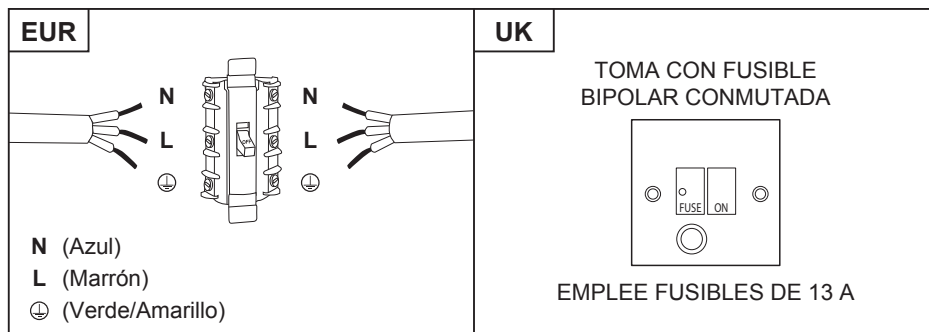 EUR
N N
L L
OFF
N (Azul)
L (Marrón)
(Verde/Amarillo)
UK
TOMA CON FUSIBLE
BIPOLAR CONMUTADA
FUSE ON
EMPLEE FUSIBLES DE 13 A